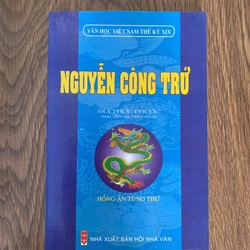 VĂN HỌC VIỆT NAM THẾ KỶ XIX
NGUYỄN CÔNG TRỨ
HỒNG ÂN TÙNG THƯ
NHÀ XUẤT BẢN HỘI NHÀ VĂN